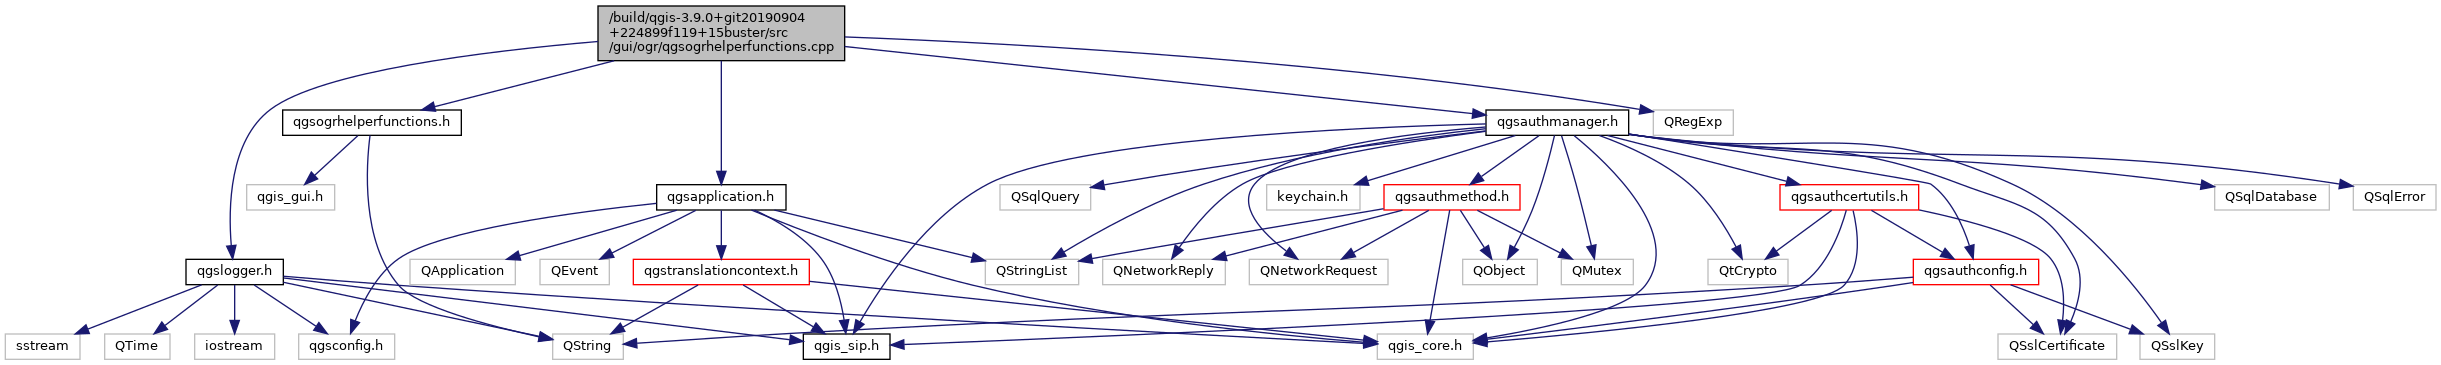 /build/qgis-3.9.0+git20190904
+224899f119+15buster/src
/gui/ogr/qgsogrhelperfunctions.cpp
qgsogrhelperfunctions.h
qgsauthmanager.h
QRegExp
qgis_gui.h
qgsapplication.h
QSqlQuery
keychain.h
qgsauthmethod.h
qgsauthcertutils.h
QSqlDatabase
QSqlError
qgslogger.h
QApplication
QEvent
qgstranslationcontext.h
QStringList
QNetworkReply
QNetworkRequest
QObject
QMutex
QtCrypto
qgsauthconfig.h
sstream
QTime
iostream
qgsconfig.h
QString
qgis_sip.h
qgis_core.h
QSslCertificate
QSslKey